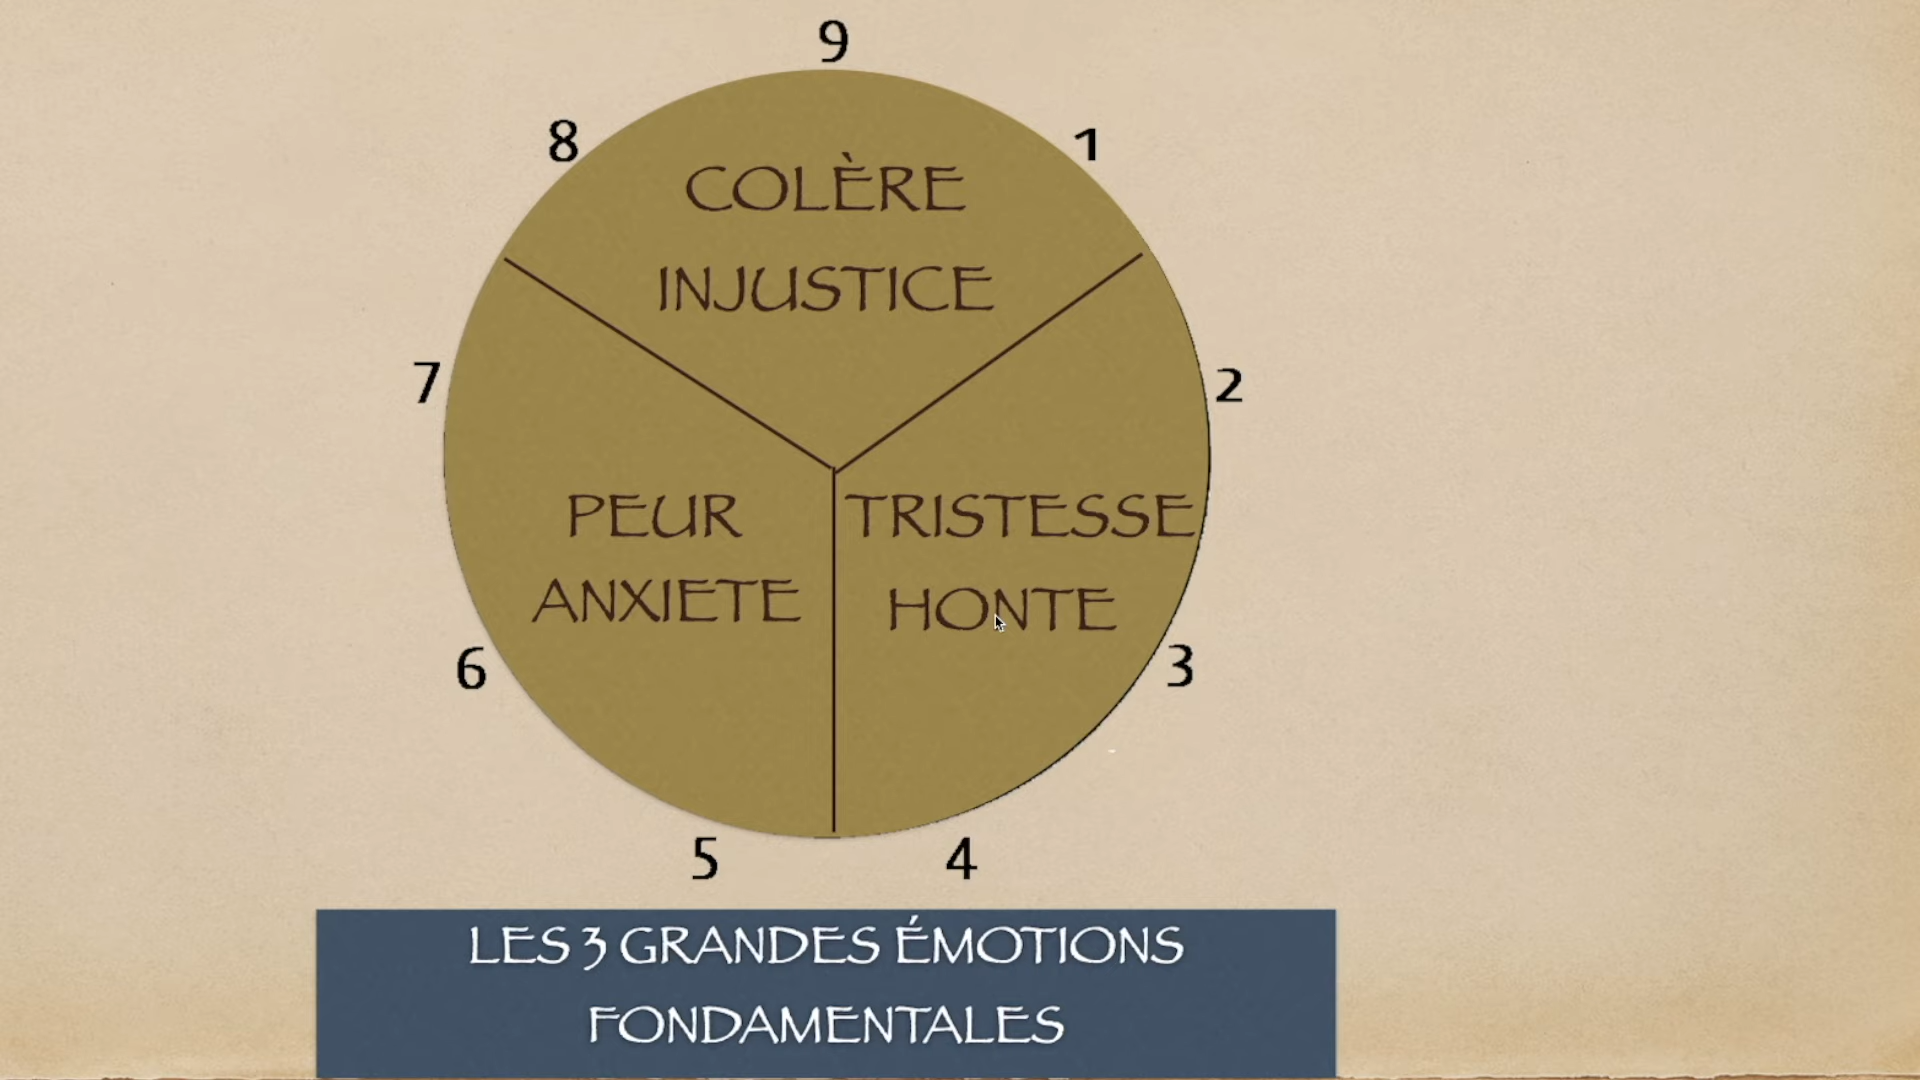 9
8
1
COLÈRE
INJUSTICE
7
2
PEUR
ANXIETE
TRISTESSE
HONTE
6
3
5
4
LES 3 GRANDES ÉMOTIONS
FONDAMENTALES